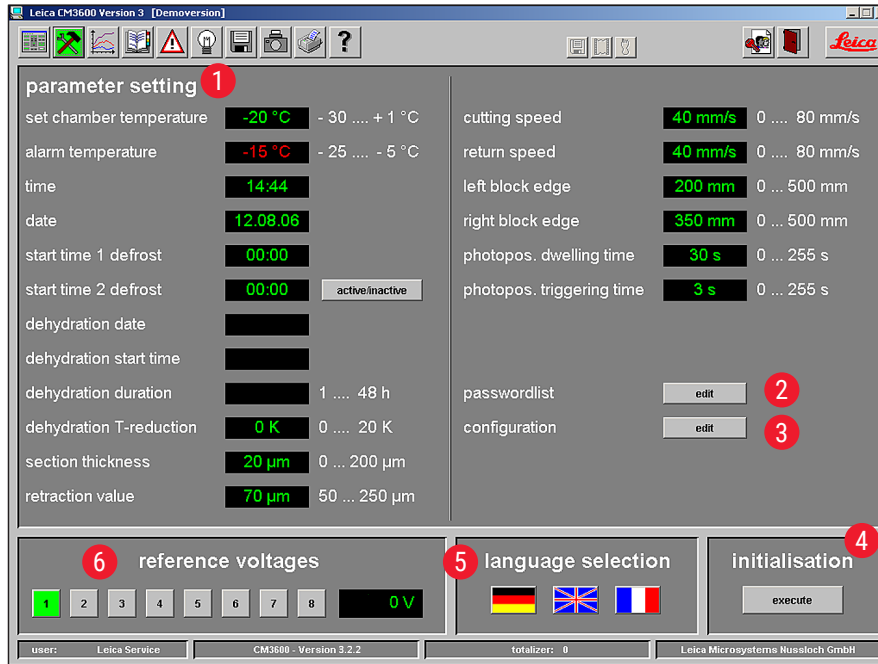 Leica CM3600 Version 3 [Demoversion]
?
Leica
parameter setting 1
set chamber temperature -20 °C - 30 .... + 1 °C
alarm temperature -15 °C - 25 .... - 5 °C
time 14:44
date 12.08.06
start time 1 defrost 00:00
start time 2 defrost 00:00 active/inactive
dehydration date
dehydration start time
dehydration duration 1 .... 48 h
dehydration T-reduction 0 K 0 .... 20 K
section thickness 20 µm 0 ... 200 µm
retraction value 70 µm 50 ... 250 µm
cutting speed 40 mm/s 0 .... 80 mm/s
return speed 40 mm/s 0 .... 80 mm/s
left block edge 200 mm 0 ... 500 mm
right block edge 350 mm 0 ... 500 mm
photopos. dwelling time 30 s 0 ... 255 s
photopos. triggering time 3 s 0 ... 255 s
passwordlist edit 2
configuration edit 3
6 reference voltages
1 2 3 4 5 6 7 8 0 V
5 language selection
initialisation 4
execute
user: Leica Service CM3600 - Version 3.2.2 totalizer: 0 Leica Microsystems Nussloch GmbH